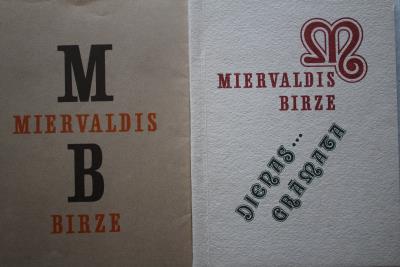 M
MIERVALDIS
B
BIRZE
M
MIERVALDIS
BIRZE
DIENAS...
GRĀMATA